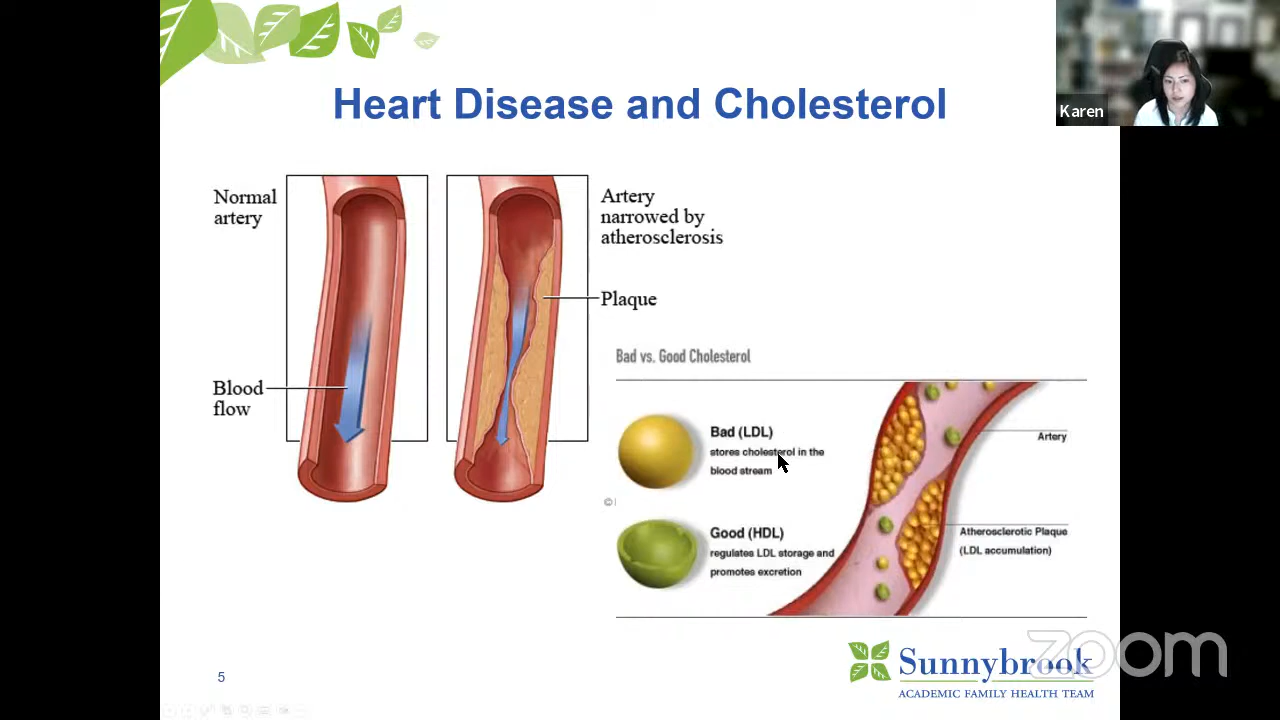 Heart Disease and Cholesterol
Karen
Normal
artery
Artery
narrowed by
atherosclerosis
Plaque
Blood
flow
Bad vs. Good Cholesterol
Bad (LDL)
stores cholesterol in the
blood stream
Good (HDL)
regulates LDL storage and
promotes excretion
Artery
Atherosclerotic Plaque
(LDL accumulation)
5
Sunnybrook
ACADEMIC FAMILY HEALTH TEAM
zoom